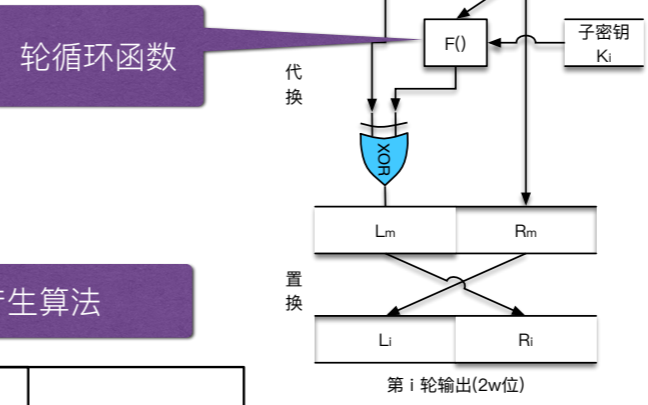 轮循环函数
F()
子密钥
Ki
代
换
XOR
Lm
Rm
生算法
置
换
Li
Ri
第 i 轮输出(2w位)